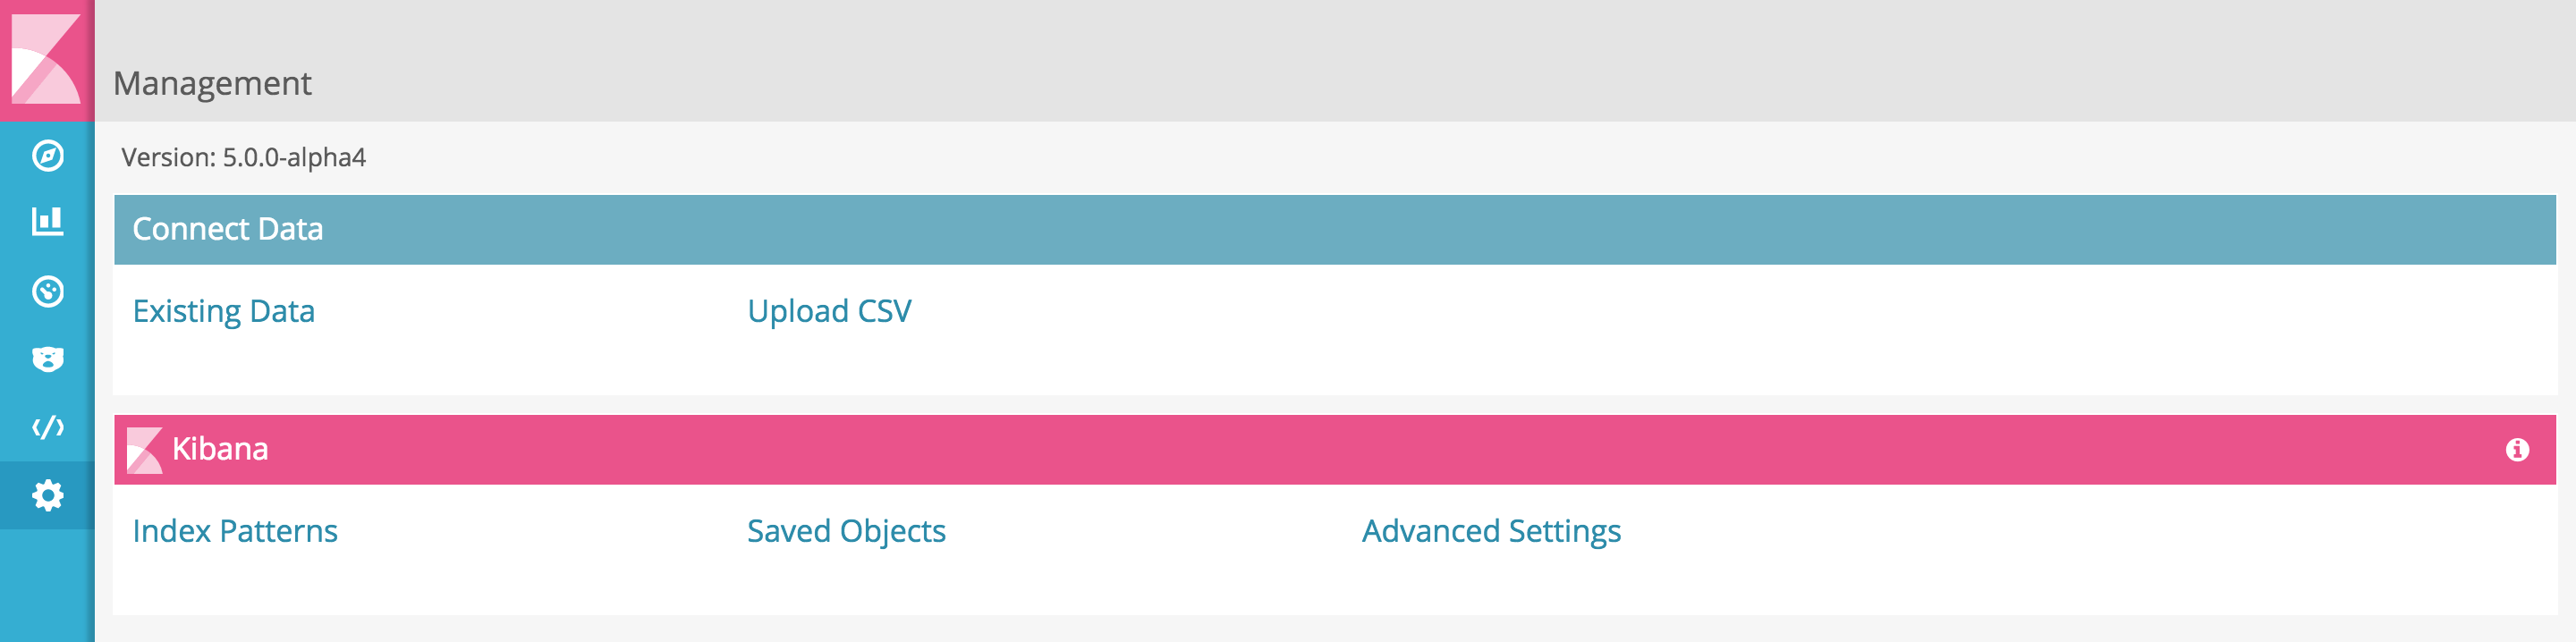 Management
Version: 5.0.0-alpha4
Connect Data
Existing Data Upload CSV
Kibana
Index Patterns Saved Objects Advanced Settings